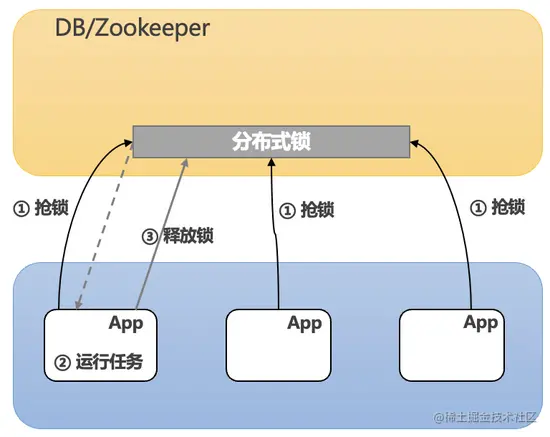 DB/Zookeeper
分布式锁
① 抢锁
③ 释放锁
① 抢锁
① 抢锁
App
② 运行任务
App
App
@稀土掘金技术社区